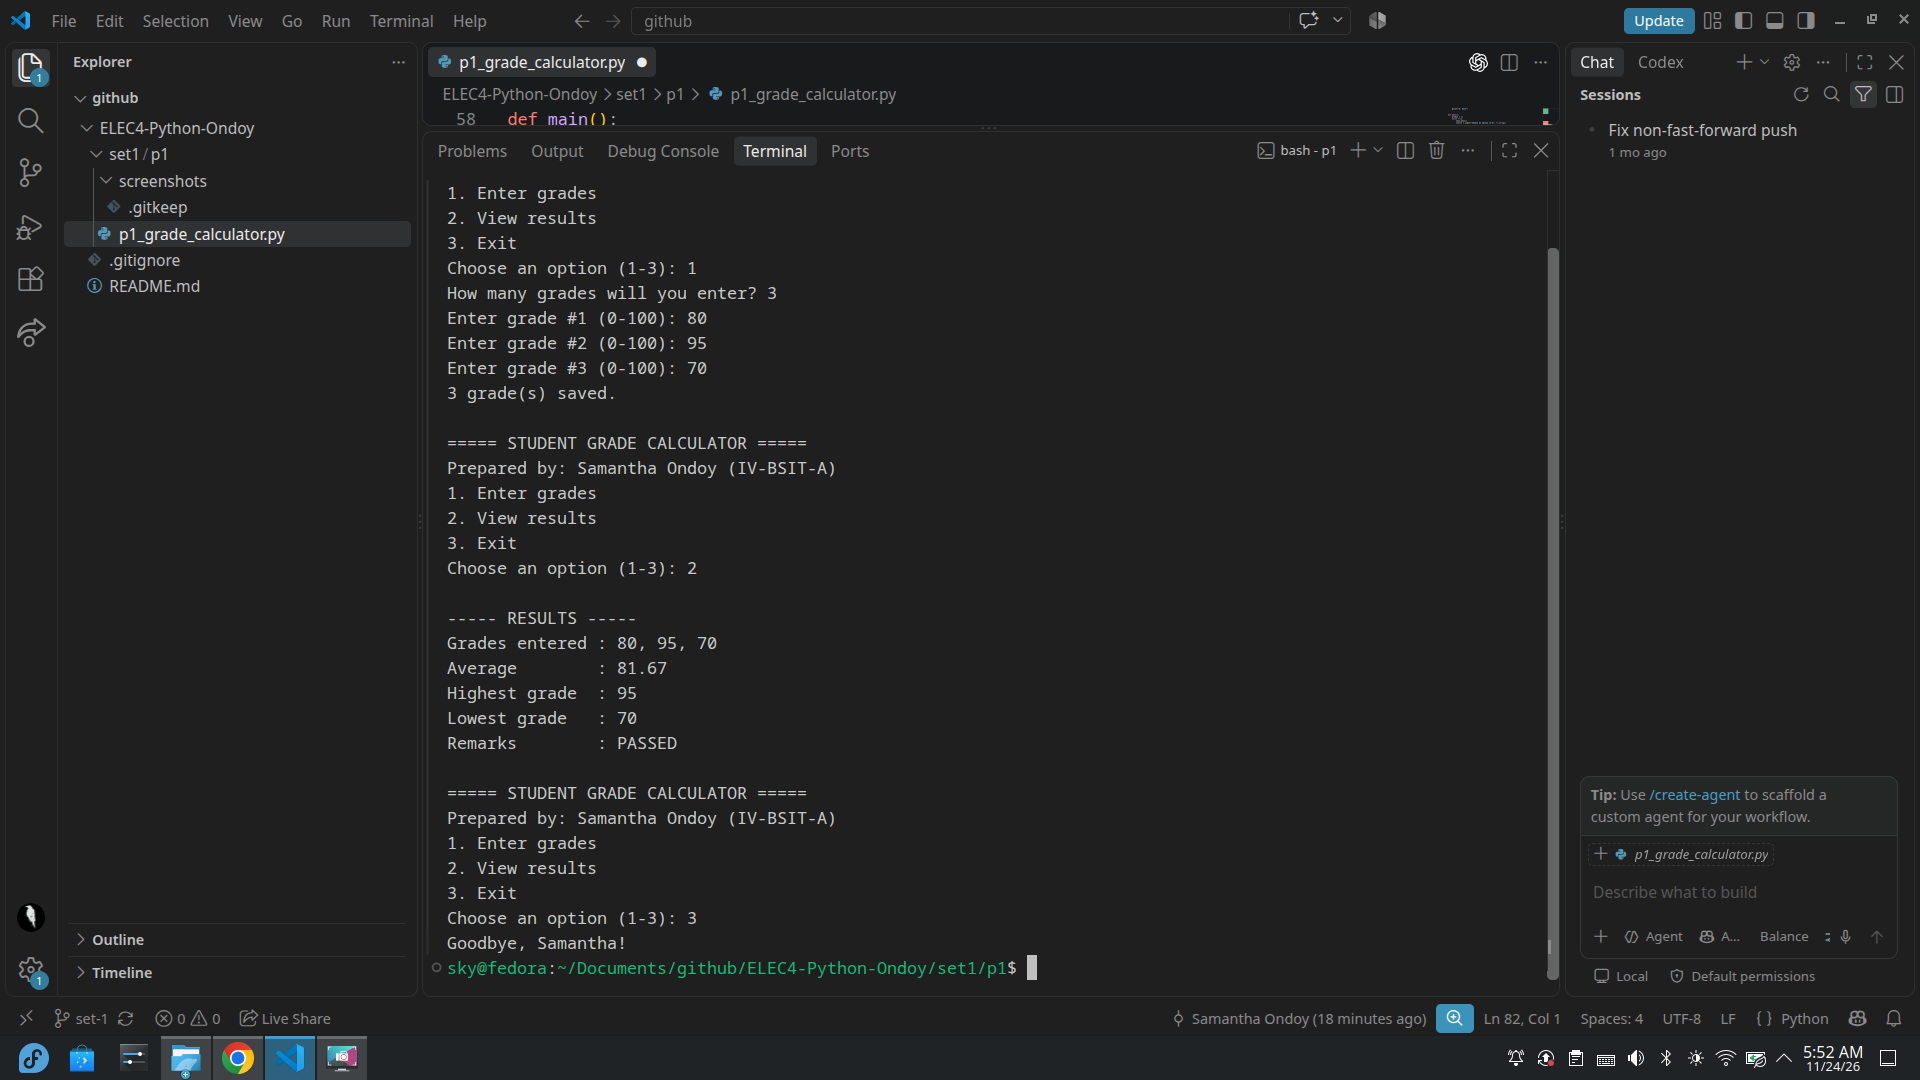 File Edit Selection View Go Run Terminal Help
github
Update
Explorer
github
ELEC4-Python-Ondoy
set1 / p1
screenshots
.gitkeep
p1_grade_calculator.py
.gitignore
README.md
Outline
Timeline
p1_grade_calculator.py
ELEC4-Python-Ondoy > set1 > p1 > p1_grade_calculator.py
58 def main():
Problems Output Debug Console Terminal Ports
bash - p1
1. Enter grades
2. View results
3. Exit
Choose an option (1-3): 1
How many grades will you enter? 3
Enter grade #1 (0-100): 80
Enter grade #2 (0-100): 95
Enter grade #3 (0-100): 70
3 grade(s) saved.
===== STUDENT GRADE CALCULATOR =====
Prepared by: Samantha Ondoy (IV-BSIT-A)
1. Enter grades
2. View results
3. Exit
Choose an option (1-3): 2
----- RESULTS -----
Grades entered : 80, 95, 70
Average : 81.67
Highest grade : 95
Lowest grade : 70
Remarks : PASSED
===== STUDENT GRADE CALCULATOR =====
Prepared by: Samantha Ondoy (IV-BSIT-A)
1. Enter grades
2. View results
3. Exit
Choose an option (1-3): 3
Goodbye, Samantha!
sky@fedora:~/Documents/github/ELEC4-Python-Ondoy/set1/p1$
Chat Codex
Sessions
Fix non-fast-forward push
1 mo ago
Tip: Use /create-agent to scaffold a
custom agent for your workflow.
p1_grade_calculator.py
Describe what to build
Agent A... Balance
Local Default permissions
1
1
set-1 0 0 Live Share
Samantha Ondoy (18 minutes ago) Ln 82, Col 1 Spaces: 4 UTF-8 LF { } Python
5:52 AM
11/24/26